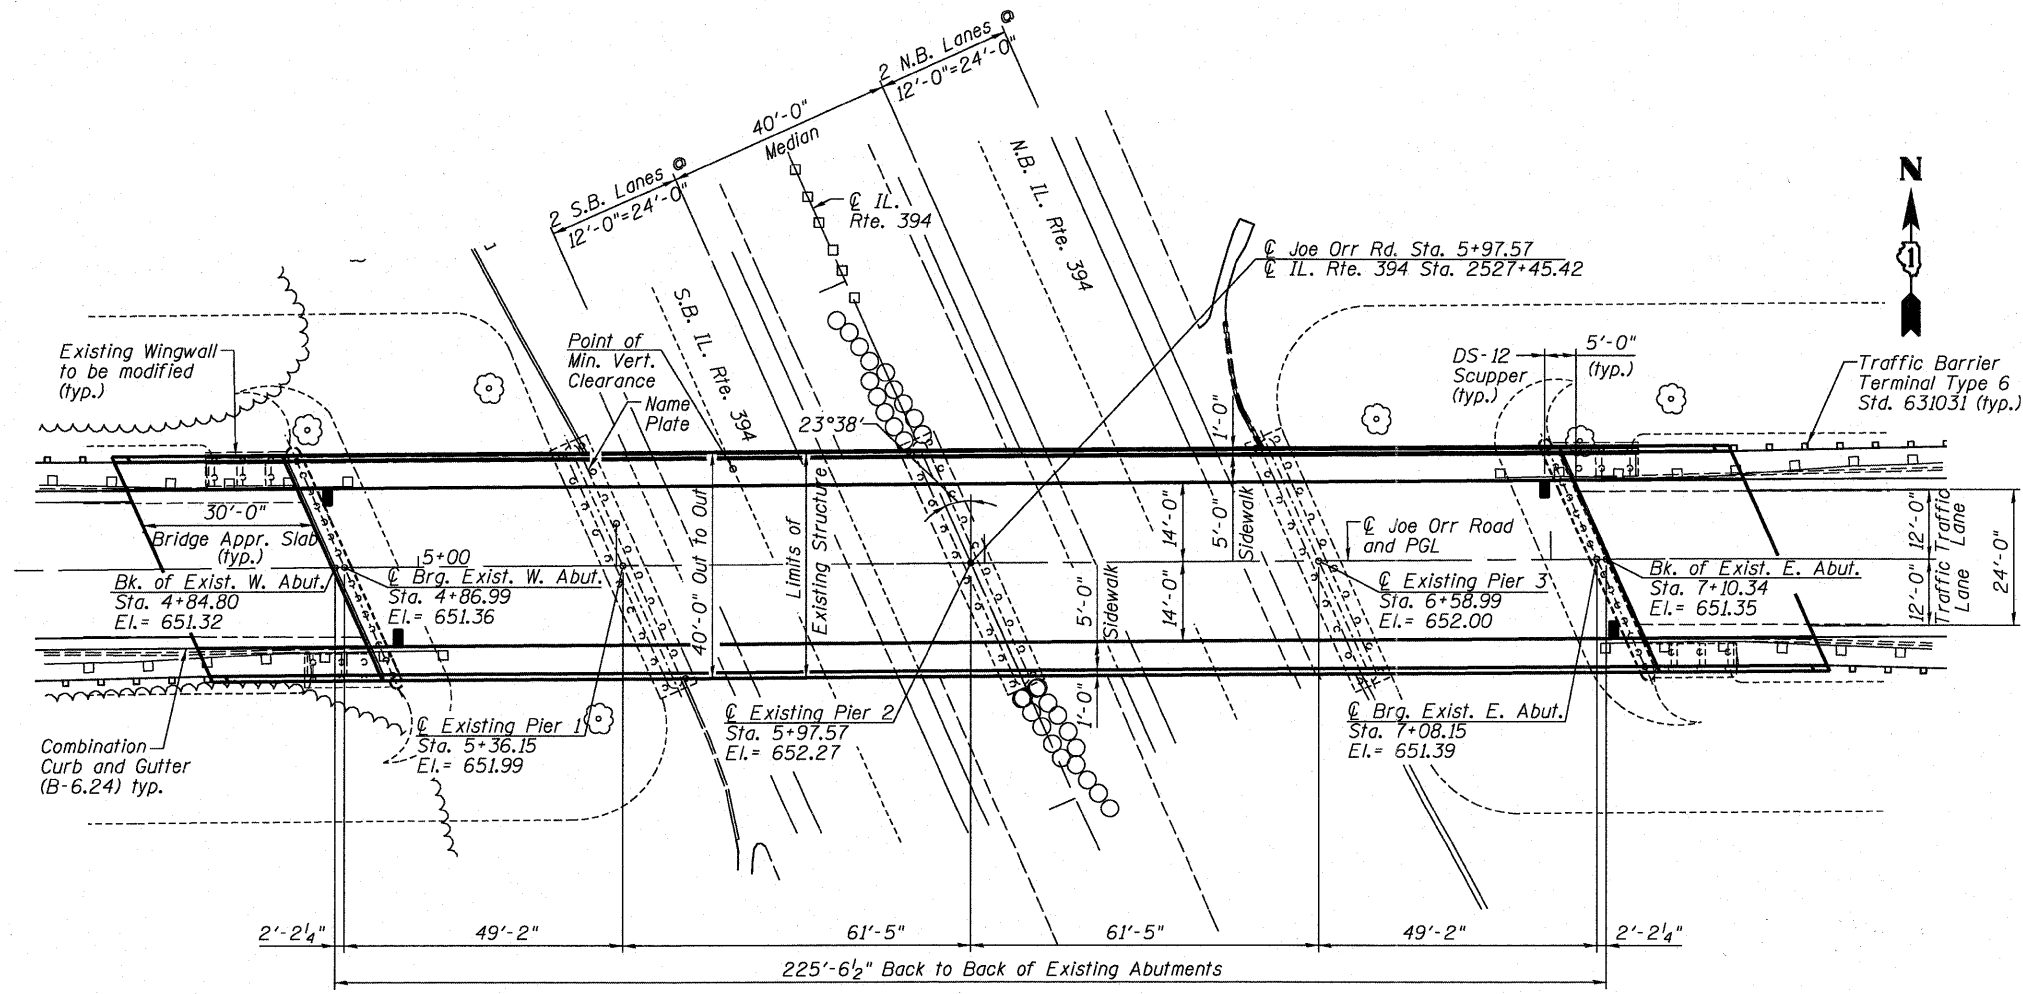 2 N.B. Lanes @
12'-0"=24'-0"
40'-0"
Median
2 S.B. Lanes @
12'-0"=24'-0"
℄ IL.
Rte. 394
N.B. IL. Rte. 394
S.B. IL. Rte. 394
N
1
℄ Joe Orr Rd. Sta. 5+97.57
℄ IL. Rte. 394 Sta. 2527+45.42
Existing Wingwall
to be modified
(typ.)
Point of
Min. Vert.
Clearance
Name
Plate
23°38'
1'-0"
DS-12
Scupper
(typ.)
5'-0"
(typ.)
Traffic Barrier
Terminal Type 6
Std. 631031 (typ.)
30'-0"
Bridge Appr. Slab
(typ.)
5+00
40'-0" Out to Out
Limits of
Existing Structure
14'-0"
14'-0"
5'-0"
Sidewalk
5'-0"
Sidewalk
1'-0"
℄ Joe Orr Road
and PGL
12'-0"
Traffic
Lane
12'-0"
Traffic
Lane
24'-0"
Bk. of Exist. W. Abut.
Sta. 4+84.80
El.= 651.32
℄ Brg. Exist. W. Abut.
Sta. 4+86.99
El.= 651.36
℄ Existing Pier 3
Sta. 6+58.99
El.= 652.00
Bk. of Exist. E. Abut.
Sta. 7+10.34
El.= 651.35
℄ Existing Pier 1
Sta. 5+36.15
El.= 651.99
℄ Existing Pier 2
Sta. 5+97.57
El.= 652.27
℄ Brg. Exist. E. Abut.
Sta. 7+08.15
El.= 651.39
Combination
Curb and Gutter
(B-6.24) typ.
2'-2¼"
49'-2"
61'-5"
61'-5"
49'-2"
2'-2¼"
225'-6½" Back to Back of Existing Abutments